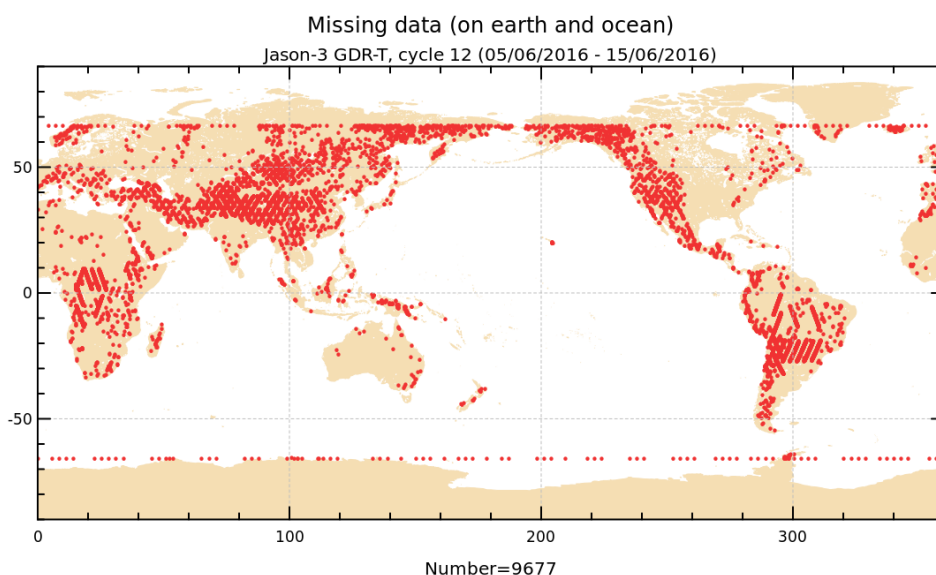 Missing data (on earth and ocean)
Jason-3 GDR-T, cycle 12 (05/06/2016 - 15/06/2016)
50
0
-50
0 100 200 300
Number=9677